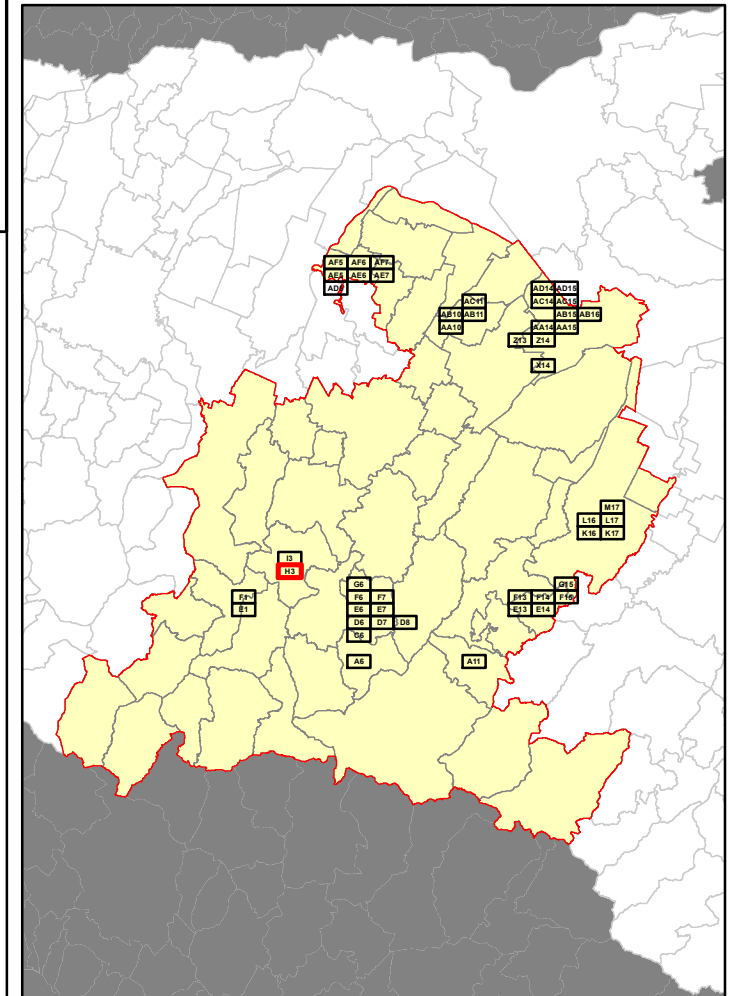 AF5 AF6 AF7
AE5 AE6 AE7
AD5
AD14 AD15
AC11 AC14 AC15
AB10 AB11 AB15 AB16
AA10 AA14 AA15
Z13 Z14
X14
M17
L16 L17
K16 K17
I3
H3
G6 G15
F1 F6 F7 F13 F14 F15
E1 E6 E7 E13 E14
D6 D7 D8
C6
A6 A11